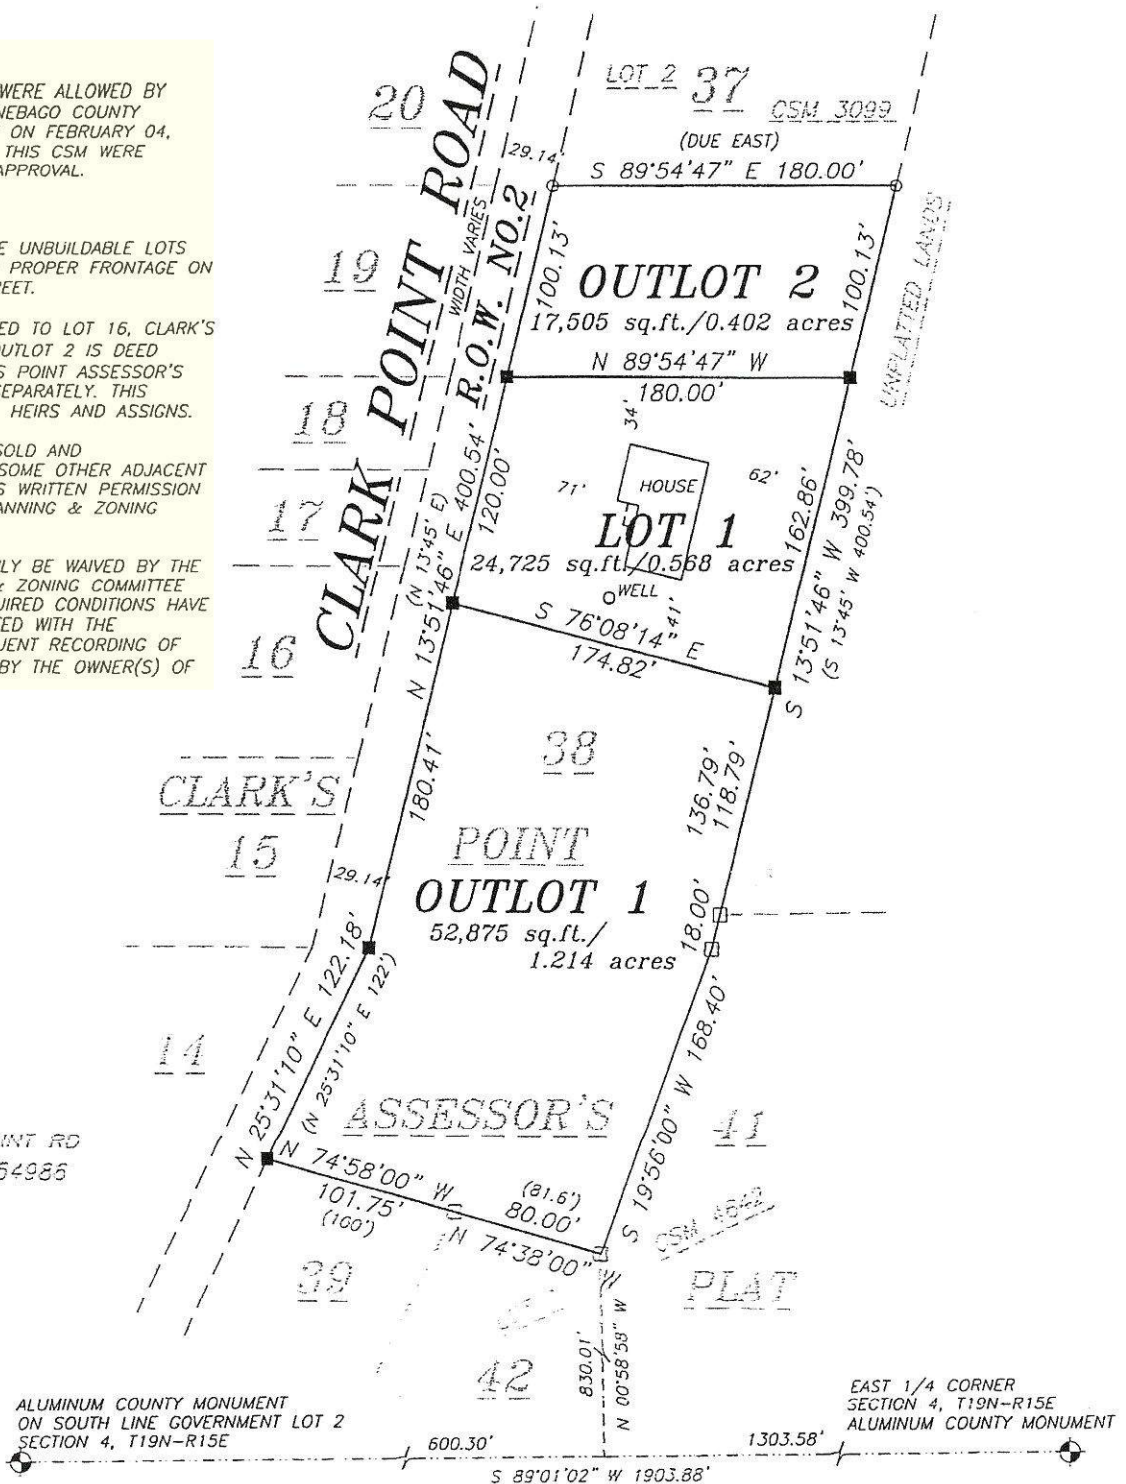 WERE ALLOWED BY
NEBAGO COUNTY
ON FEBRUARY 04,
THIS CSM WERE
APPROVAL.
E UNBUILDABLE LOTS
PROPER FRONTAGE ON
REET.
ED TO LOT 16, CLARK'S
OUTLOT 2 IS DEED
S POINT ASSESSOR'S
EPARATELY. THIS
HEIRS AND ASSIGNS.
SOLD AND
SOME OTHER ADJACENT
S WRITTEN PERMISSION
ANNING & ZONING
NLY BE WAIVED BY THE
& ZONING COMMITTEE
UIRED CONDITIONS HAVE
ED WITH THE
UENT RECORDING OF
BY THE OWNER(S) OF
20
LOT 2 37 CSM 3099
(DUE EAST)
S 89°54'47" E 180.00'
29.14'
CLARK POINT ROAD
WIDTH VARIES
R.O.W. NO.2
19
100.13'
OUTLOT 2
17,505 sq.ft./0.402 acres
100.13'
UNPLATTED LANDS
N 89°54'47" W
180.00'
18
34'
71'
HOUSE
62'
17
LOT 1
24,725 sq.ft./0.568 acres
WELL
41'
(N 13°45' E)
N 13°51'46" E 400.54'
120.00'
162.86'
S 13°51'46" W 399.78'
(S 13°45' W 400.54')
S 76°08'14" E
174.82'
16
38
180.41'
136.79'
118.79'
CLARK'S
15
POINT
29.14'
OUTLOT 1
52,875 sq.ft./
1.214 acres
18.00'
N 25°31'10" E 122.18'
(N 25°31'10" E 122')
S 19°56'00" W 168.40'
14
ASSESSOR'S
41
INT RD
54986
N 74°58'00" W
101.75'
(100')
(81.6')
80.00'
N 74°38'00" W
CSM 4642
39
PLAT
42
830.01'
N 00°58'58" W
ALUMINUM COUNTY MONUMENT
ON SOUTH LINE GOVERNMENT LOT 2
SECTION 4, T19N-R15E
EAST 1/4 CORNER
SECTION 4, T19N-R15E
ALUMINUM COUNTY MONUMENT
600.30'
1303.58'
S 89°01'02" W 1903.88'